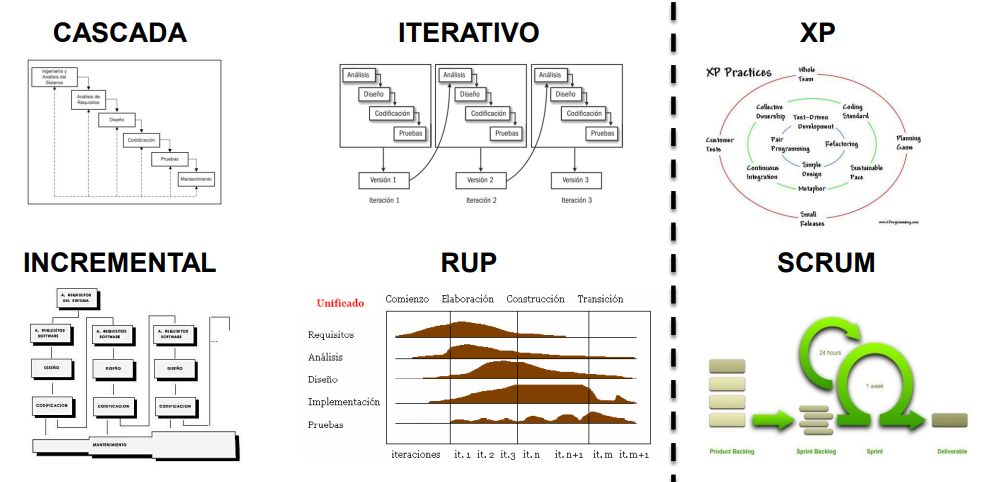 CASCADA
Ingeniería y
Análisis del
Sistema
Análisis de
Requisitos
Diseño
Codificación
Pruebas
Mantenimiento
ITERATIVO
Análisis
Diseño
Codificación
Pruebas
Análisis
Diseño
Codificación
Pruebas
Análisis
Diseño
Codificación
Pruebas
Versión 1
Versión 2
Versión 3
Iteración 1
Iteración 2
Iteración 3
XP
XP Practices
Whole
Team
Collective
Ownership
Coding
Standard
Test-Driven
Development
Customer
Tests
Pair
Programming
Refactoring
Planning
Game
Simple
Design
Continuous
Integration
Sustainable
Pace
Metaphor
Small
Releases
www.XProgramming.com
INCREMENTAL
A. REQUISITOS
DEL SISTEMA
A. REQUISITOS
SOFTWARE
A. REQUISITOS
SOFTWARE
A. REQUISITOS
SOFTWARE
...
DISEÑO
DISEÑO
DISEÑO
CODIFICACION
CODIFICACION
CODIFICACION
MANTENIMIENTO
RUP
Unificado
Comienzo Elaboración Construcción Transición
Requisitos
Análisis
Diseño
Implementación
Pruebas
iteraciones it. 1 it. 2 it.3 it.n it.n+1 it.m it.m+1
SCRUM
24 hours
1 week
Product Backlog
Sprint Backlog
Sprint
Deliverable